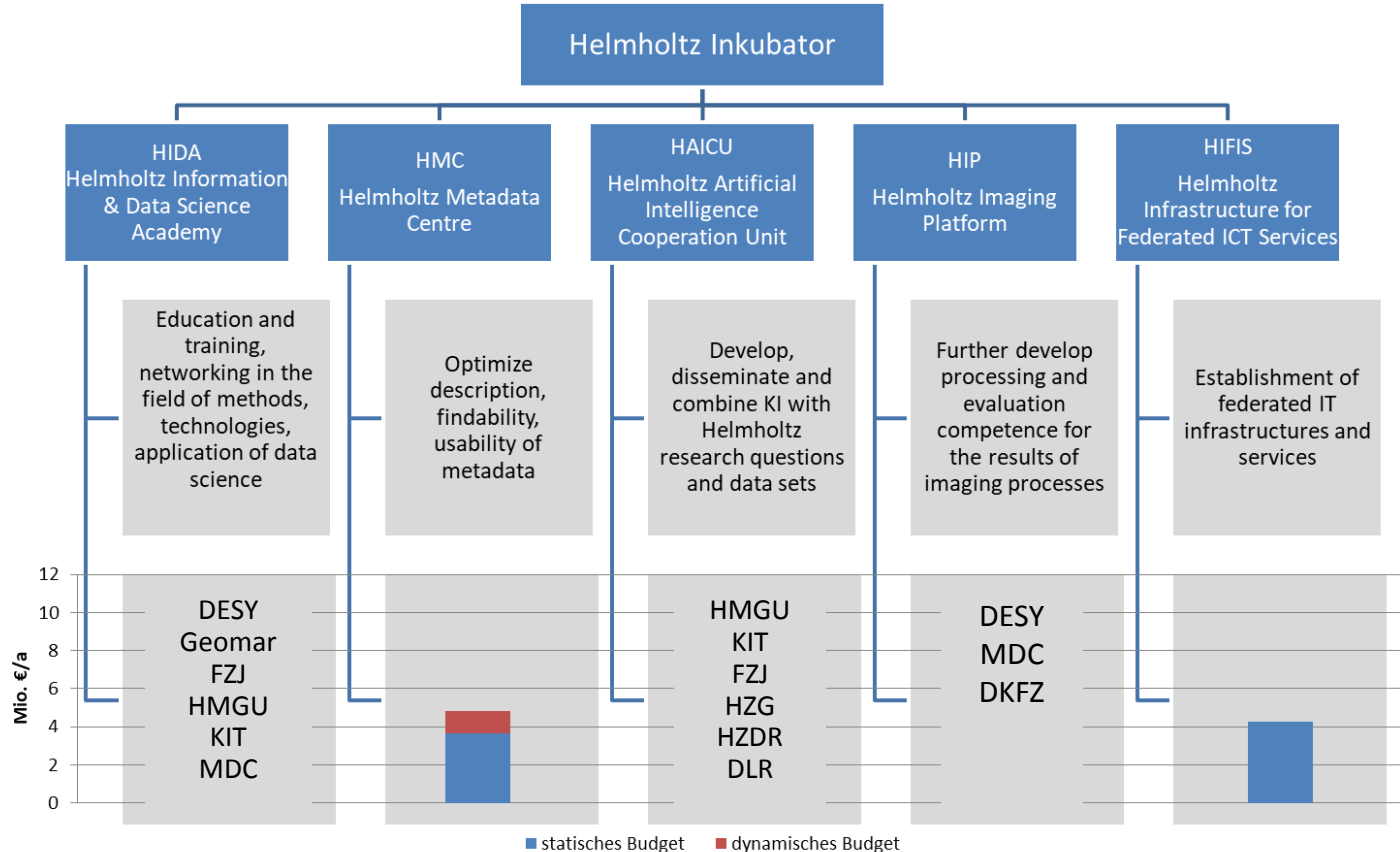 Helmholtz Inkubator
HIDA
Helmholtz Information
& Data Science
Academy
HMC
Helmholtz Metadata
Centre
HAICU
Helmholtz Artificial
Intelligence
Cooperation Unit
HIP
Helmholtz Imaging
Platform
HIFIS
Helmholtz
Infrastructure for
Federated ICT Services
Education and
training,
networking in the
field of methods,
technologies,
application of data
science
Optimize
description,
findability,
usability of
metadata
Develop,
disseminate and
combine KI with
Helmholtz
research questions
and data sets
Further develop
processing and
evaluation
competence for
the results of
imaging processes
Establishment of
federated IT
infrastructures and
services
Mio. €/a
12
10
8
6
4
2
0
DESY
Geomar
FZJ
HMGU
KIT
MDC
HMGU
KIT
FZJ
HZG
HZDR
DLR
DESY
MDC
DKFZ
statisches Budget
dynamisches Budget